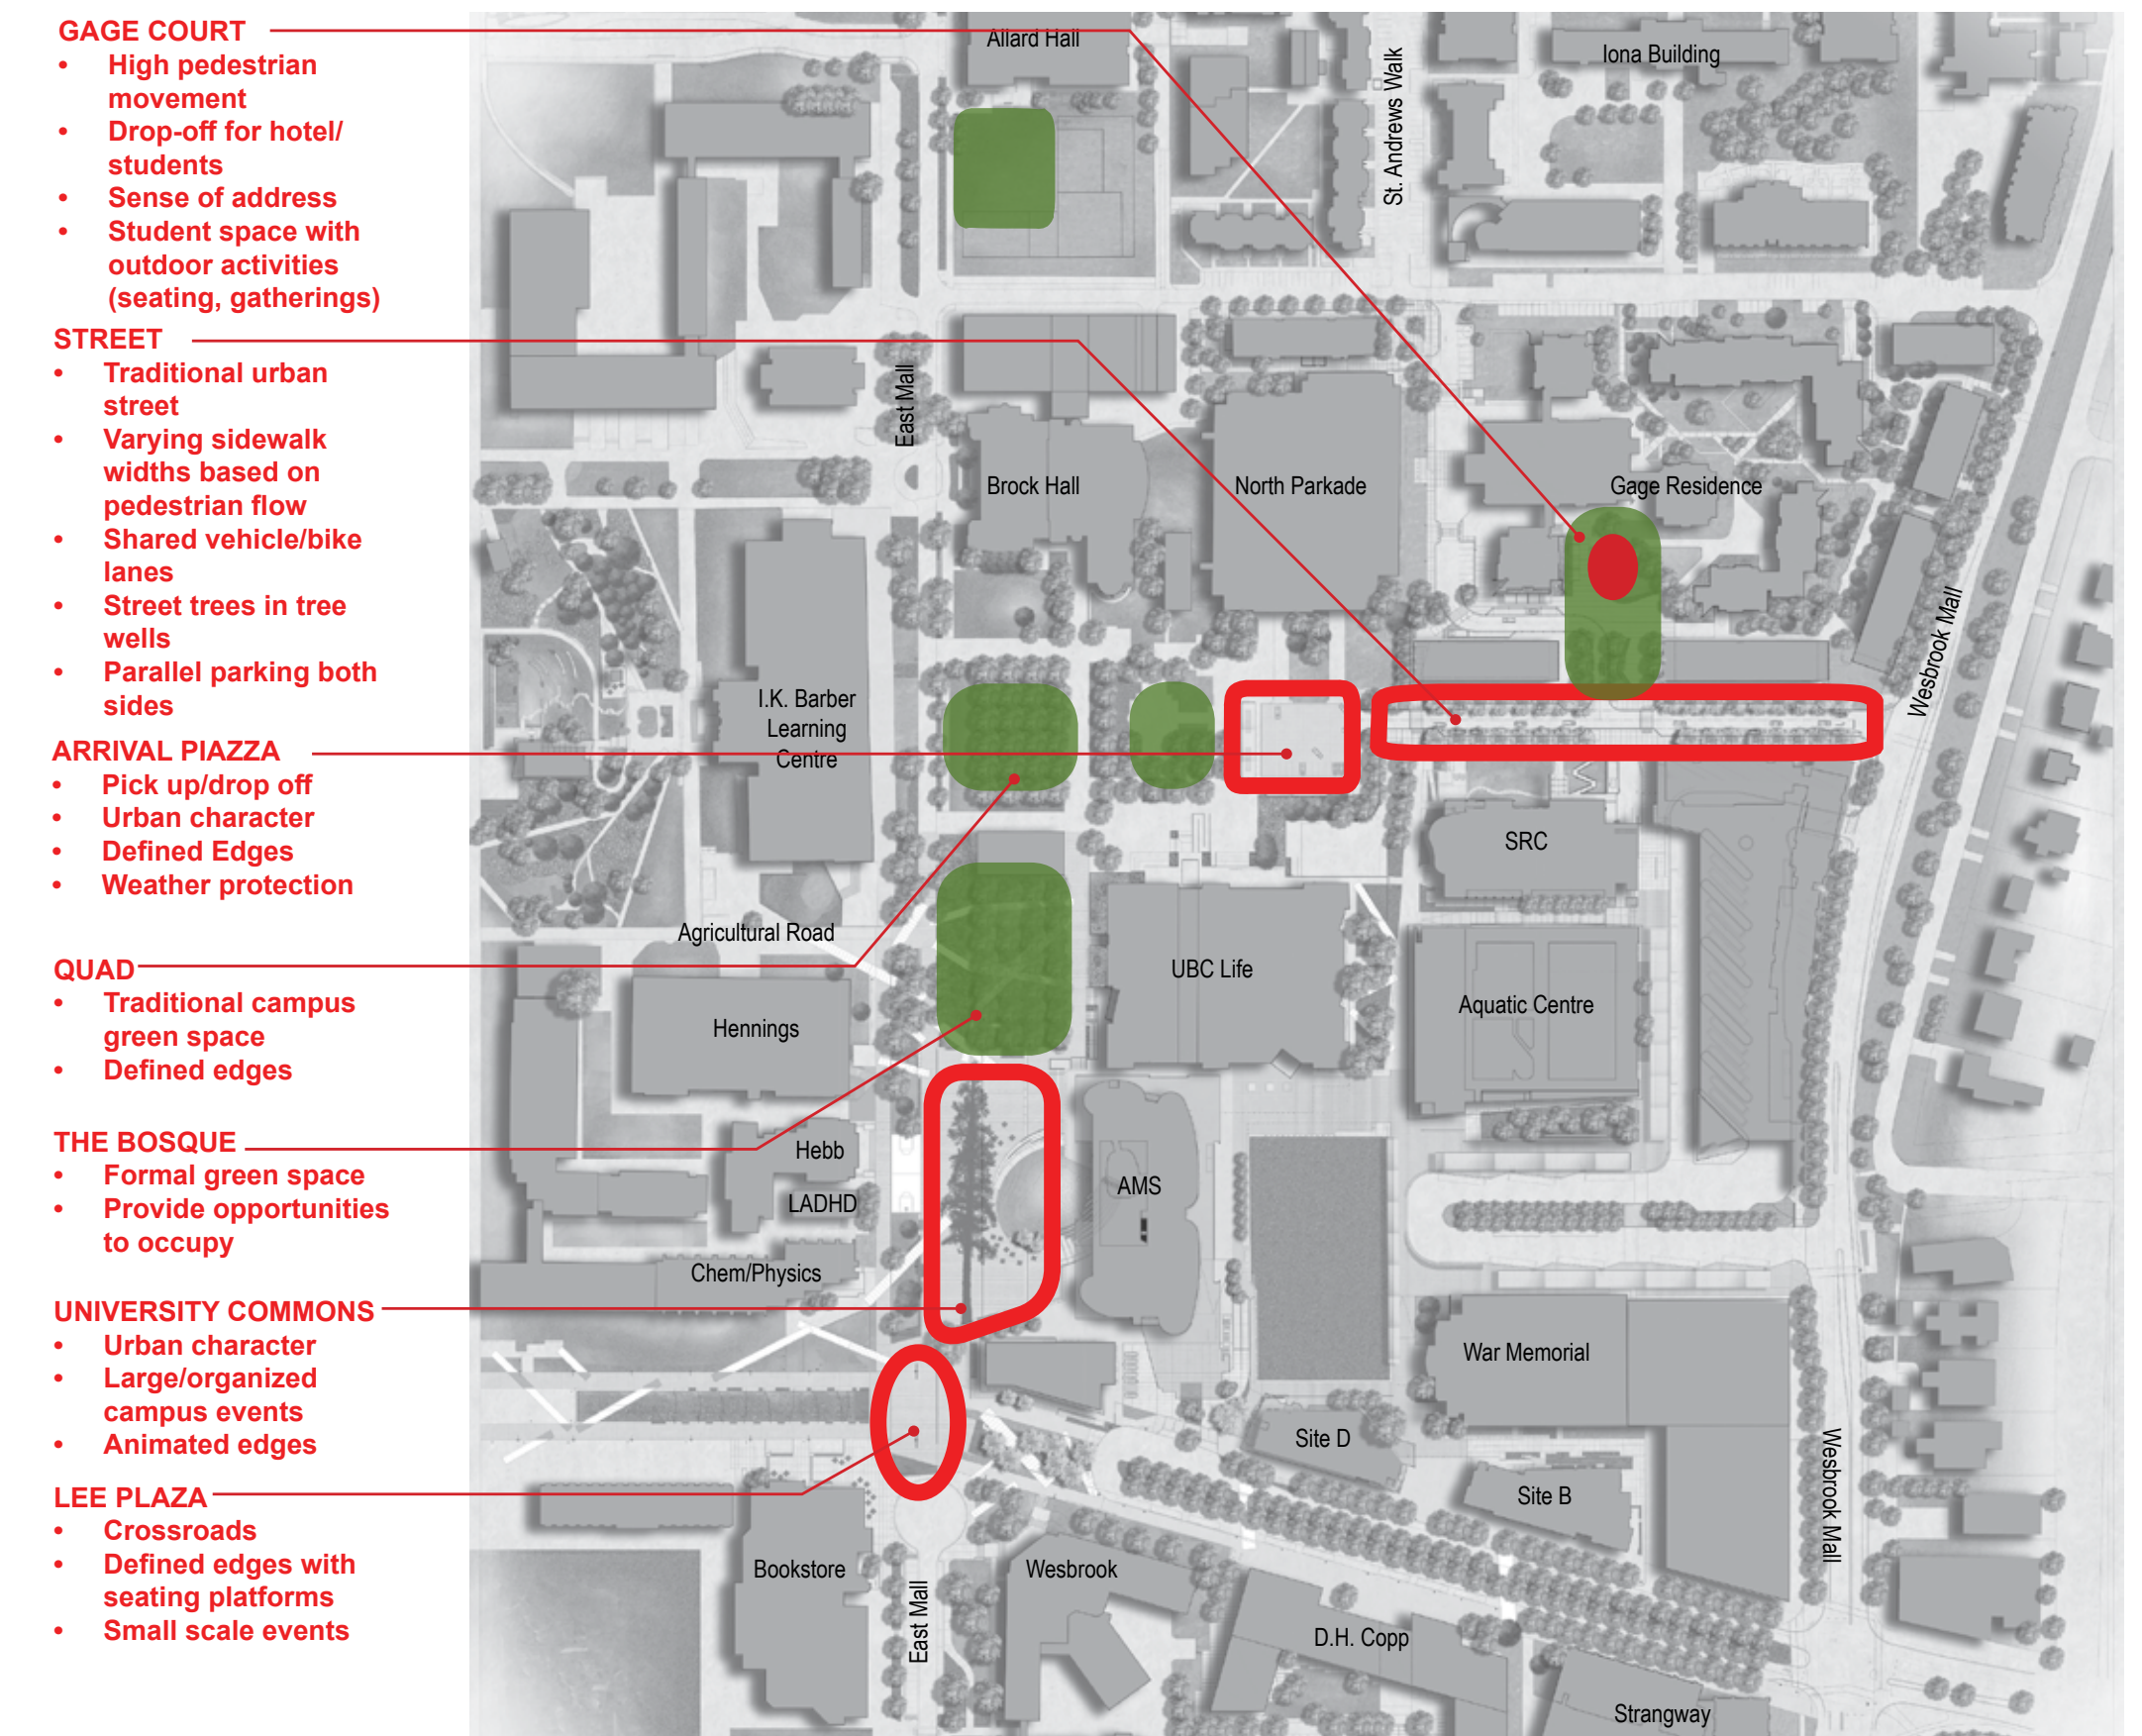 GAGE COURT
• High pedestrian
movement
• Drop-off for hotel/
students
• Sense of address
• Student space with
outdoor activities
(seating, gatherings)
STREET
• Traditional urban
street
• Varying sidewalk
widths based on
pedestrian flow
• Shared vehicle/bike
lanes
• Street trees in tree
wells
• Parallel parking both
sides
ARRIVAL PIAZZA
• Pick up/drop off
• Urban character
• Defined Edges
• Weather protection
QUAD
• Traditional campus
green space
• Defined edges
THE BOSQUE
• Formal green space
• Provide opportunities
to occupy
UNIVERSITY COMMONS
• Urban character
• Large/organized
campus events
• Animated edges
LEE PLAZA
• Crossroads
• Defined edges with
seating platforms
• Small scale events
Allard Hall
Iona Building
St. Andrews Walk
East Mall
Brock Hall
North Parkade
Gage Residence
Wesbrook Mall
I.K. Barber
Learning
Centre
SRC
Agricultural Road
UBC Life
Hennings
Aquatic Centre
Hebb
LADHD
AMS
Chem/Physics
War Memorial
Site D
Site B
Wesbrook Mall
Bookstore
East Mall
Wesbrook
D.H. Copp
Strangway